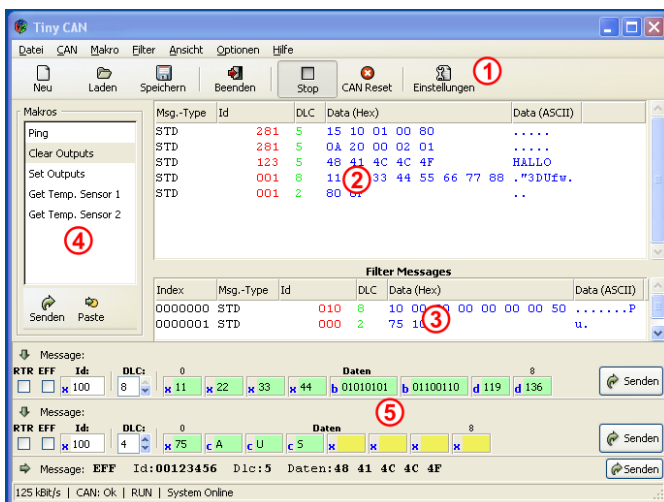 Tiny CAN
Datei CAN Makro Filter Ansicht Optionen Hilfe
Neu Laden Speichern Beenden Stop CAN Reset Einstellungen 1
Makros
Ping
Clear Outputs
Set Outputs
Get Temp. Sensor 1
Get Temp. Sensor 2
4
Senden Paste
Msg.-Type Id DLC Data (Hex) Data (ASCII)
STD 281 5 15 10 01 00 80 .....
STD 281 5 0A 20 00 02 01 .....
STD 123 5 48 41 4C 4C 4F HALLO
STD 001 8 11 33 44 55 66 77 88 ."3DUfw.
STD 001 2 80 ..
2
Filter Messages
Index Msg.-Type Id DLC Data (Hex) Data (ASCII)
0000000 STD 010 8 10 00 00 00 00 00 50 .......P
0000001 STD 000 2 75 u.
3
Message:
RTR EFF Id: DLC: 0 Daten 8
x 100 8 x 11 x 22 x 33 x 44 b 01010101 b 01100110 d 119 d 136 Senden
5
Message:
RTR EFF Id: DLC: 0 Daten 8
x 100 4 x 75 c A c U c S x x x x Senden
Message: EFF Id:00123456 Dlc:5 Daten:48 41 4C 4C 4F Senden
125 kBit/s | CAN: Ok | RUN | System Online